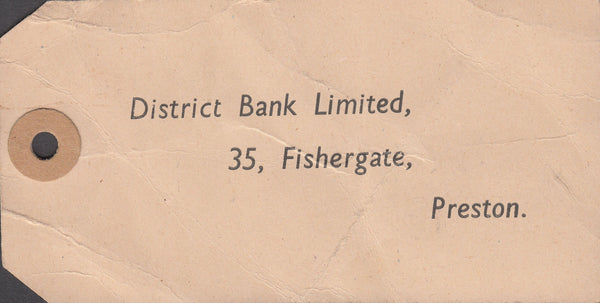 District Bank Limited,
35, Fishergate,
Preston.